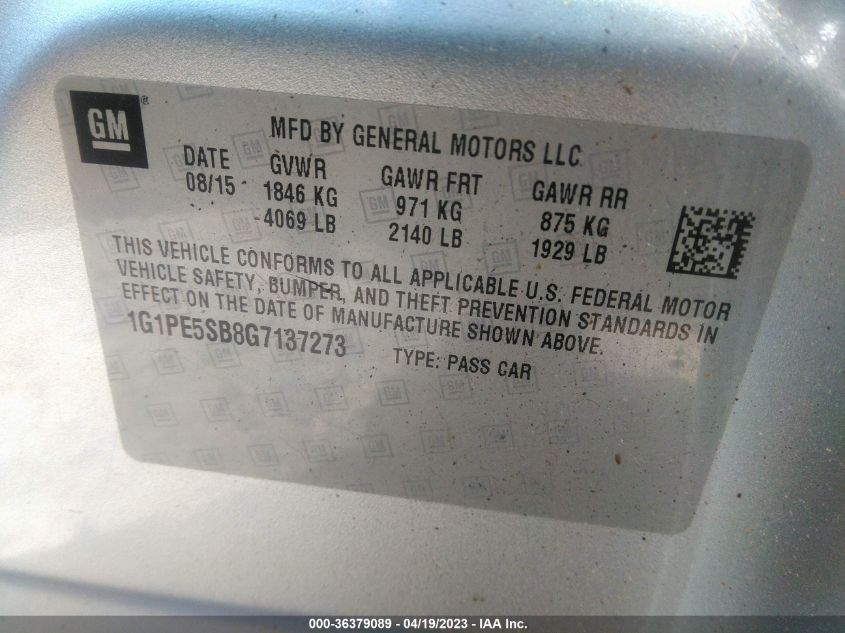 GM®
MFD BY GENERAL MOTORS LLC
DATE GVWR GAWR FRT GAWR RR
08/15 1846 KG 971 KG 875 KG
4069 LB 2140 LB 1929 LB
THIS VEHICLE CONFORMS TO ALL APPLICABLE U.S. FEDERAL MOTOR
VEHICLE SAFETY, BUMPER, AND THEFT PREVENTION STANDARDS IN
EFFECT ON THE DATE OF MANUFACTURE SHOWN ABOVE.
1G1PE5SB8G7137273 TYPE: PASS CAR
000-36379089 - 04/19/2023 - IAA Inc.